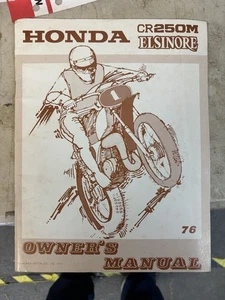 HONDA
CR250M
ELSINORE
1
76
OWNER'S
MANUAL